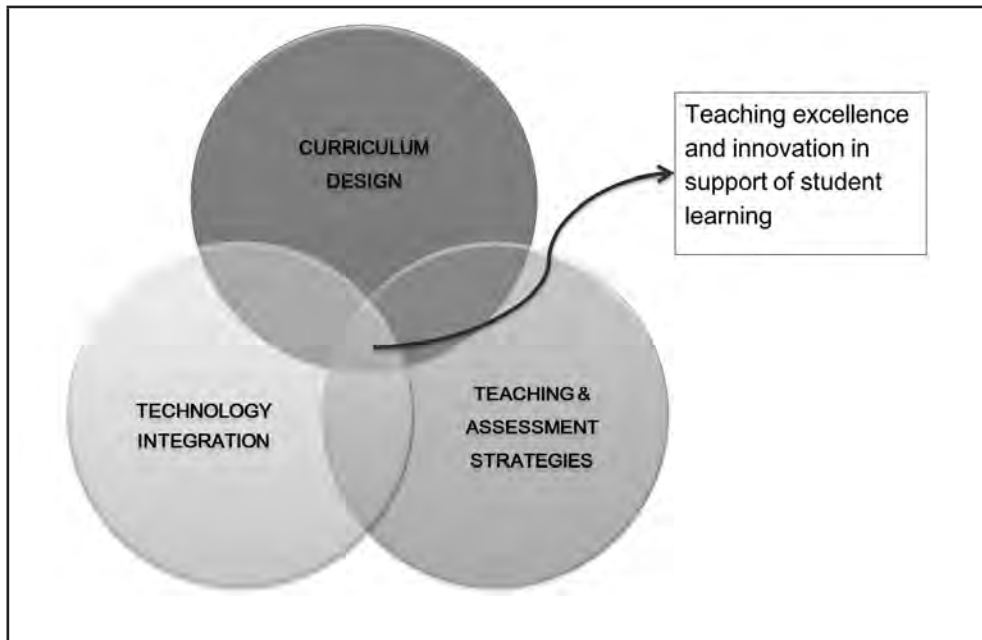 CURRICULUM
DESIGN
Teaching excellence
and innovation in
support of student
learning
TECHNOLOGY
INTEGRATION
TEACHING &
ASSESSMENT
STRATEGIES